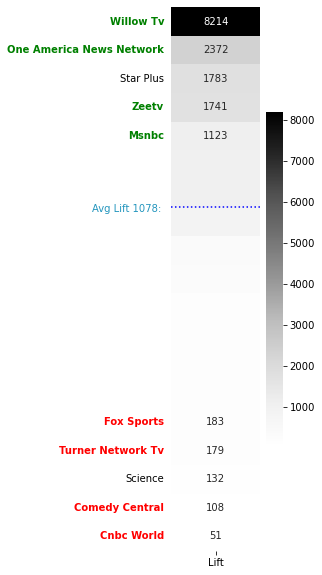 Willow Tv 8214
One America News Network 2372
Star Plus 1783
Zeetv 1741
Msnbc 1123
Avg Lift 1078:
Fox Sports 183
Turner Network Tv 179
Science 132
Comedy Central 108
Cnbc World 51
Lift
8000
7000
6000
5000
4000
3000
2000
1000